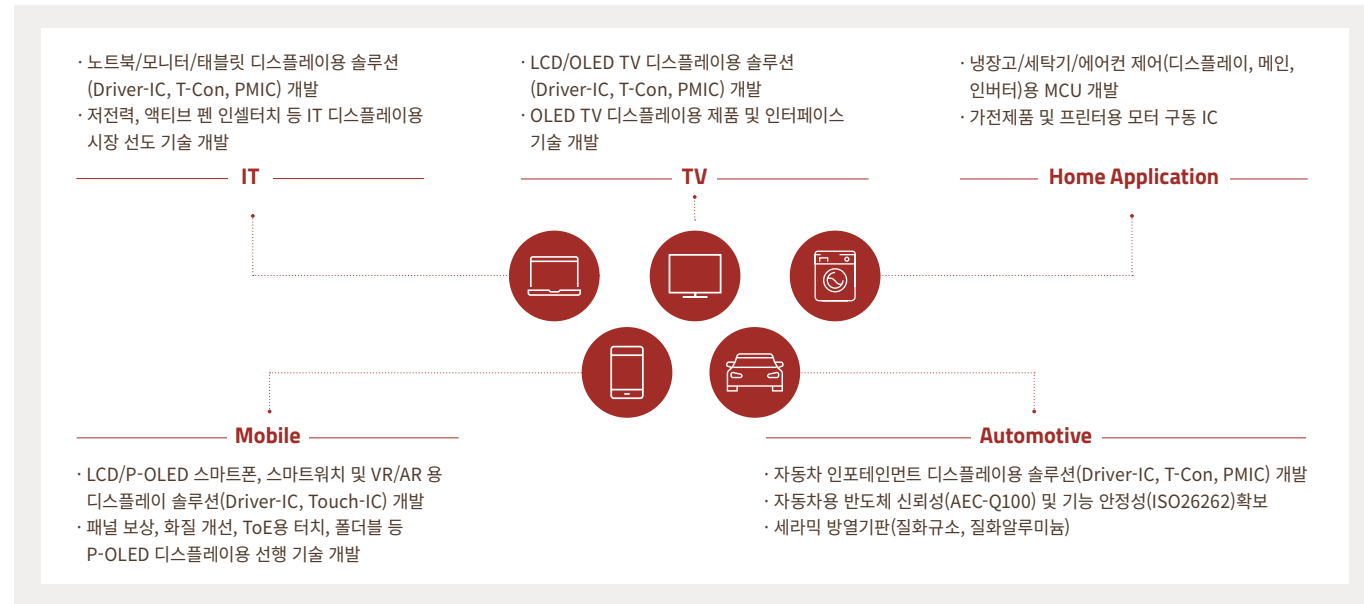 · 노트북/모니터/태블릿 디스플레이용 솔루션
(Driver-IC, T-Con, PMIC) 개발
· 저전력, 액티브 펜 인셀터치 등 IT 디스플레이용
시장 선도 기술 개발
IT
· LCD/OLED TV 디스플레이용 솔루션
(Driver-IC, T-Con, PMIC) 개발
· OLED TV 디스플레이용 제품 및 인터페이스
기술 개발
TV
· 냉장고/세탁기/에어컨 제어(디스플레이, 메인,
인버터)용 MCU 개발
· 가전제품 및 프린터용 모터 구동 IC
Home Application
Mobile
· LCD/P-OLED 스마트폰, 스마트워치 및 VR/AR 용
디스플레이 솔루션(Driver-IC, Touch-IC) 개발
· 패널 보상, 화질 개선, ToE용 터치, 폴더블 등
P-OLED 디스플레이용 선행 기술 개발
Automotive
· 자동차 인포테인먼트 디스플레이용 솔루션(Driver-IC, T-Con, PMIC) 개발
· 자동차용 반도체 신뢰성(AEC-Q100) 및 기능 안정성(ISO26262)확보
· 세라믹 방열기판(질화규소, 질화알루미늄)